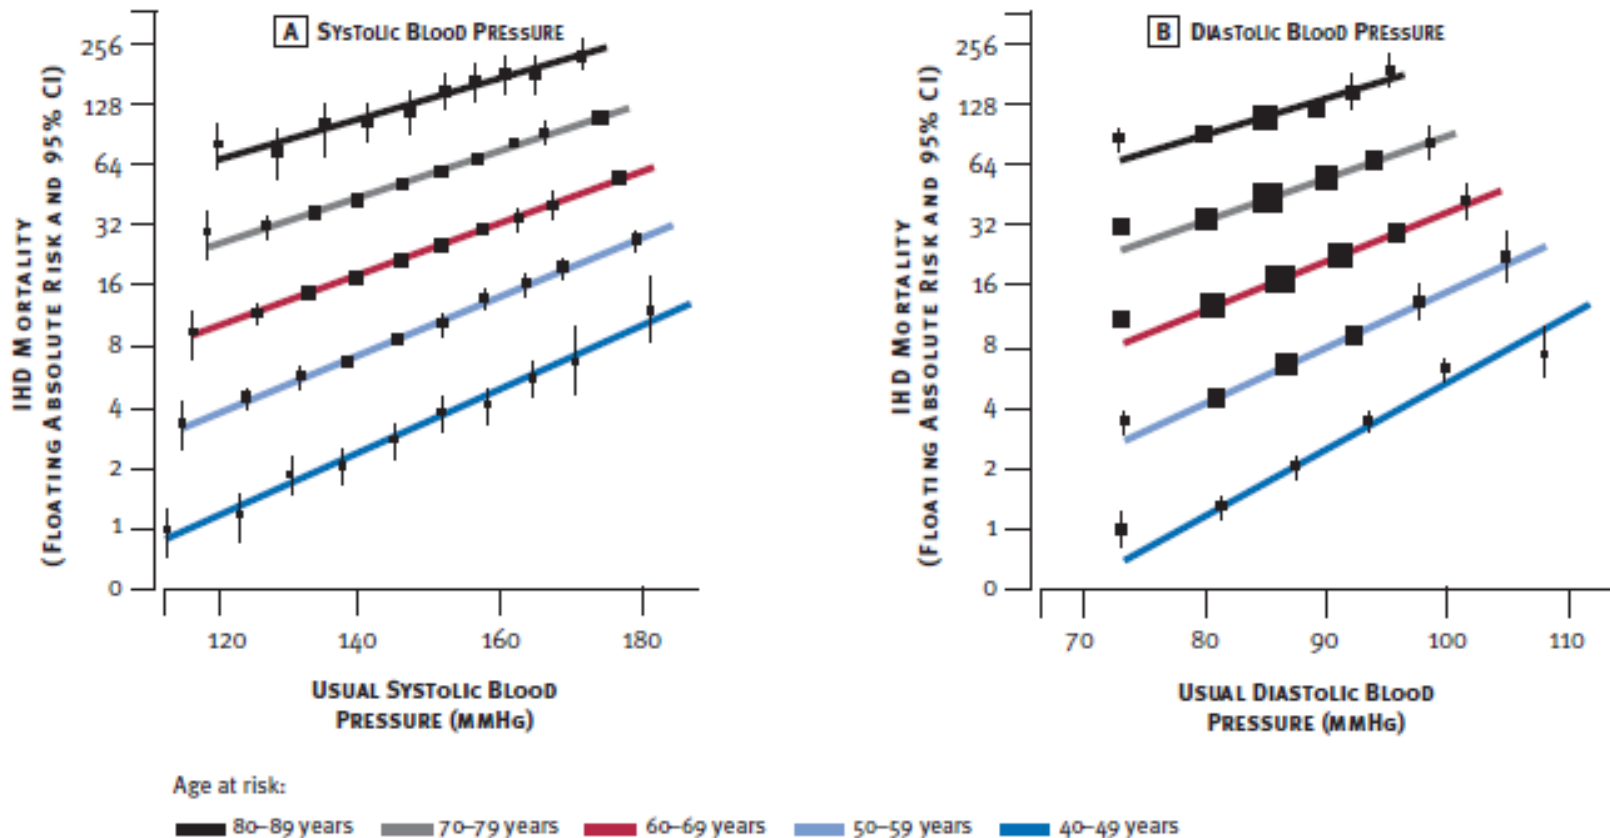 A SYSTOLIC BLOOD PRESSURE
256
128
64
32
16
8
4
2
1
0
IHD MORTALITY
(FLOATING ABSOLUTE RISK AND 95% CI)
120 140 160 180
USUAL SYSTOLIC BLOOD
PRESSURE (MMHG)
B DIASTOLIC BLOOD PRESSURE
256
128
64
32
16
8
4
2
1
0
IHD MORTALITY
(FLOATING ABSOLUTE RISK AND 95% CI)
70 80 90 100 110
USUAL DIASTOLIC BLOOD
PRESSURE (MMHG)
Age at risk:
80–89 years 70–79 years 60–69 years 50–59 years 40–49 years